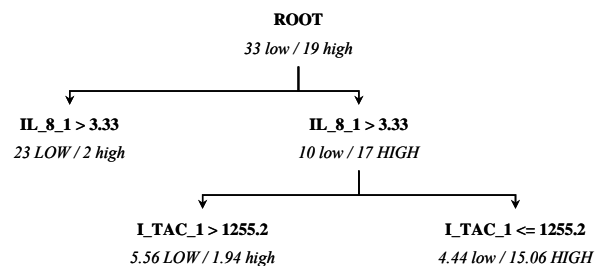 ROOT
33 low / 19 high
IL_8_1 > 3.33
23 LOW / 2 high
IL_8_1 > 3.33
10 low / 17 HIGH
I_TAC_1 > 1255.2
5.56 LOW / 1.94 high
I_TAC_1 <= 1255.2
4.44 low / 15.06 HIGH